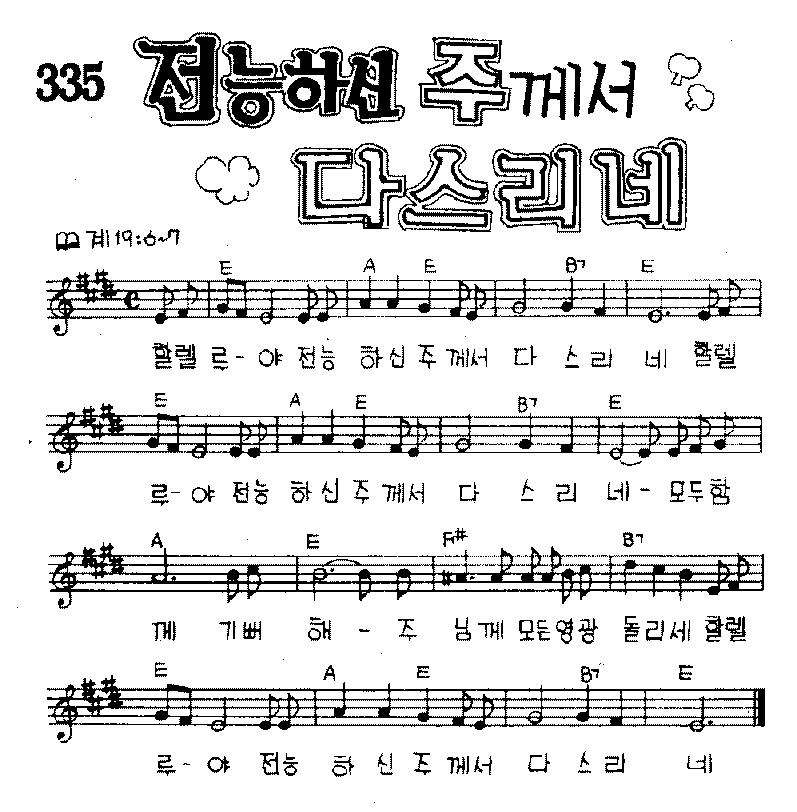 335 전능하신 주께서
다스리네
계19:6~7
E A E B7 E
할렐 루-야 전능 하신주께서 다 스리 네 할렐
E A E B7 E
루-야 전능 하신주께서 다 스리 네- 모두함
A E F# B7
께 기뻐 해-주 님께 모든영광 돌리세 할렐
E A E B7 E
루-야 전능 하신주께서 다 스리 네